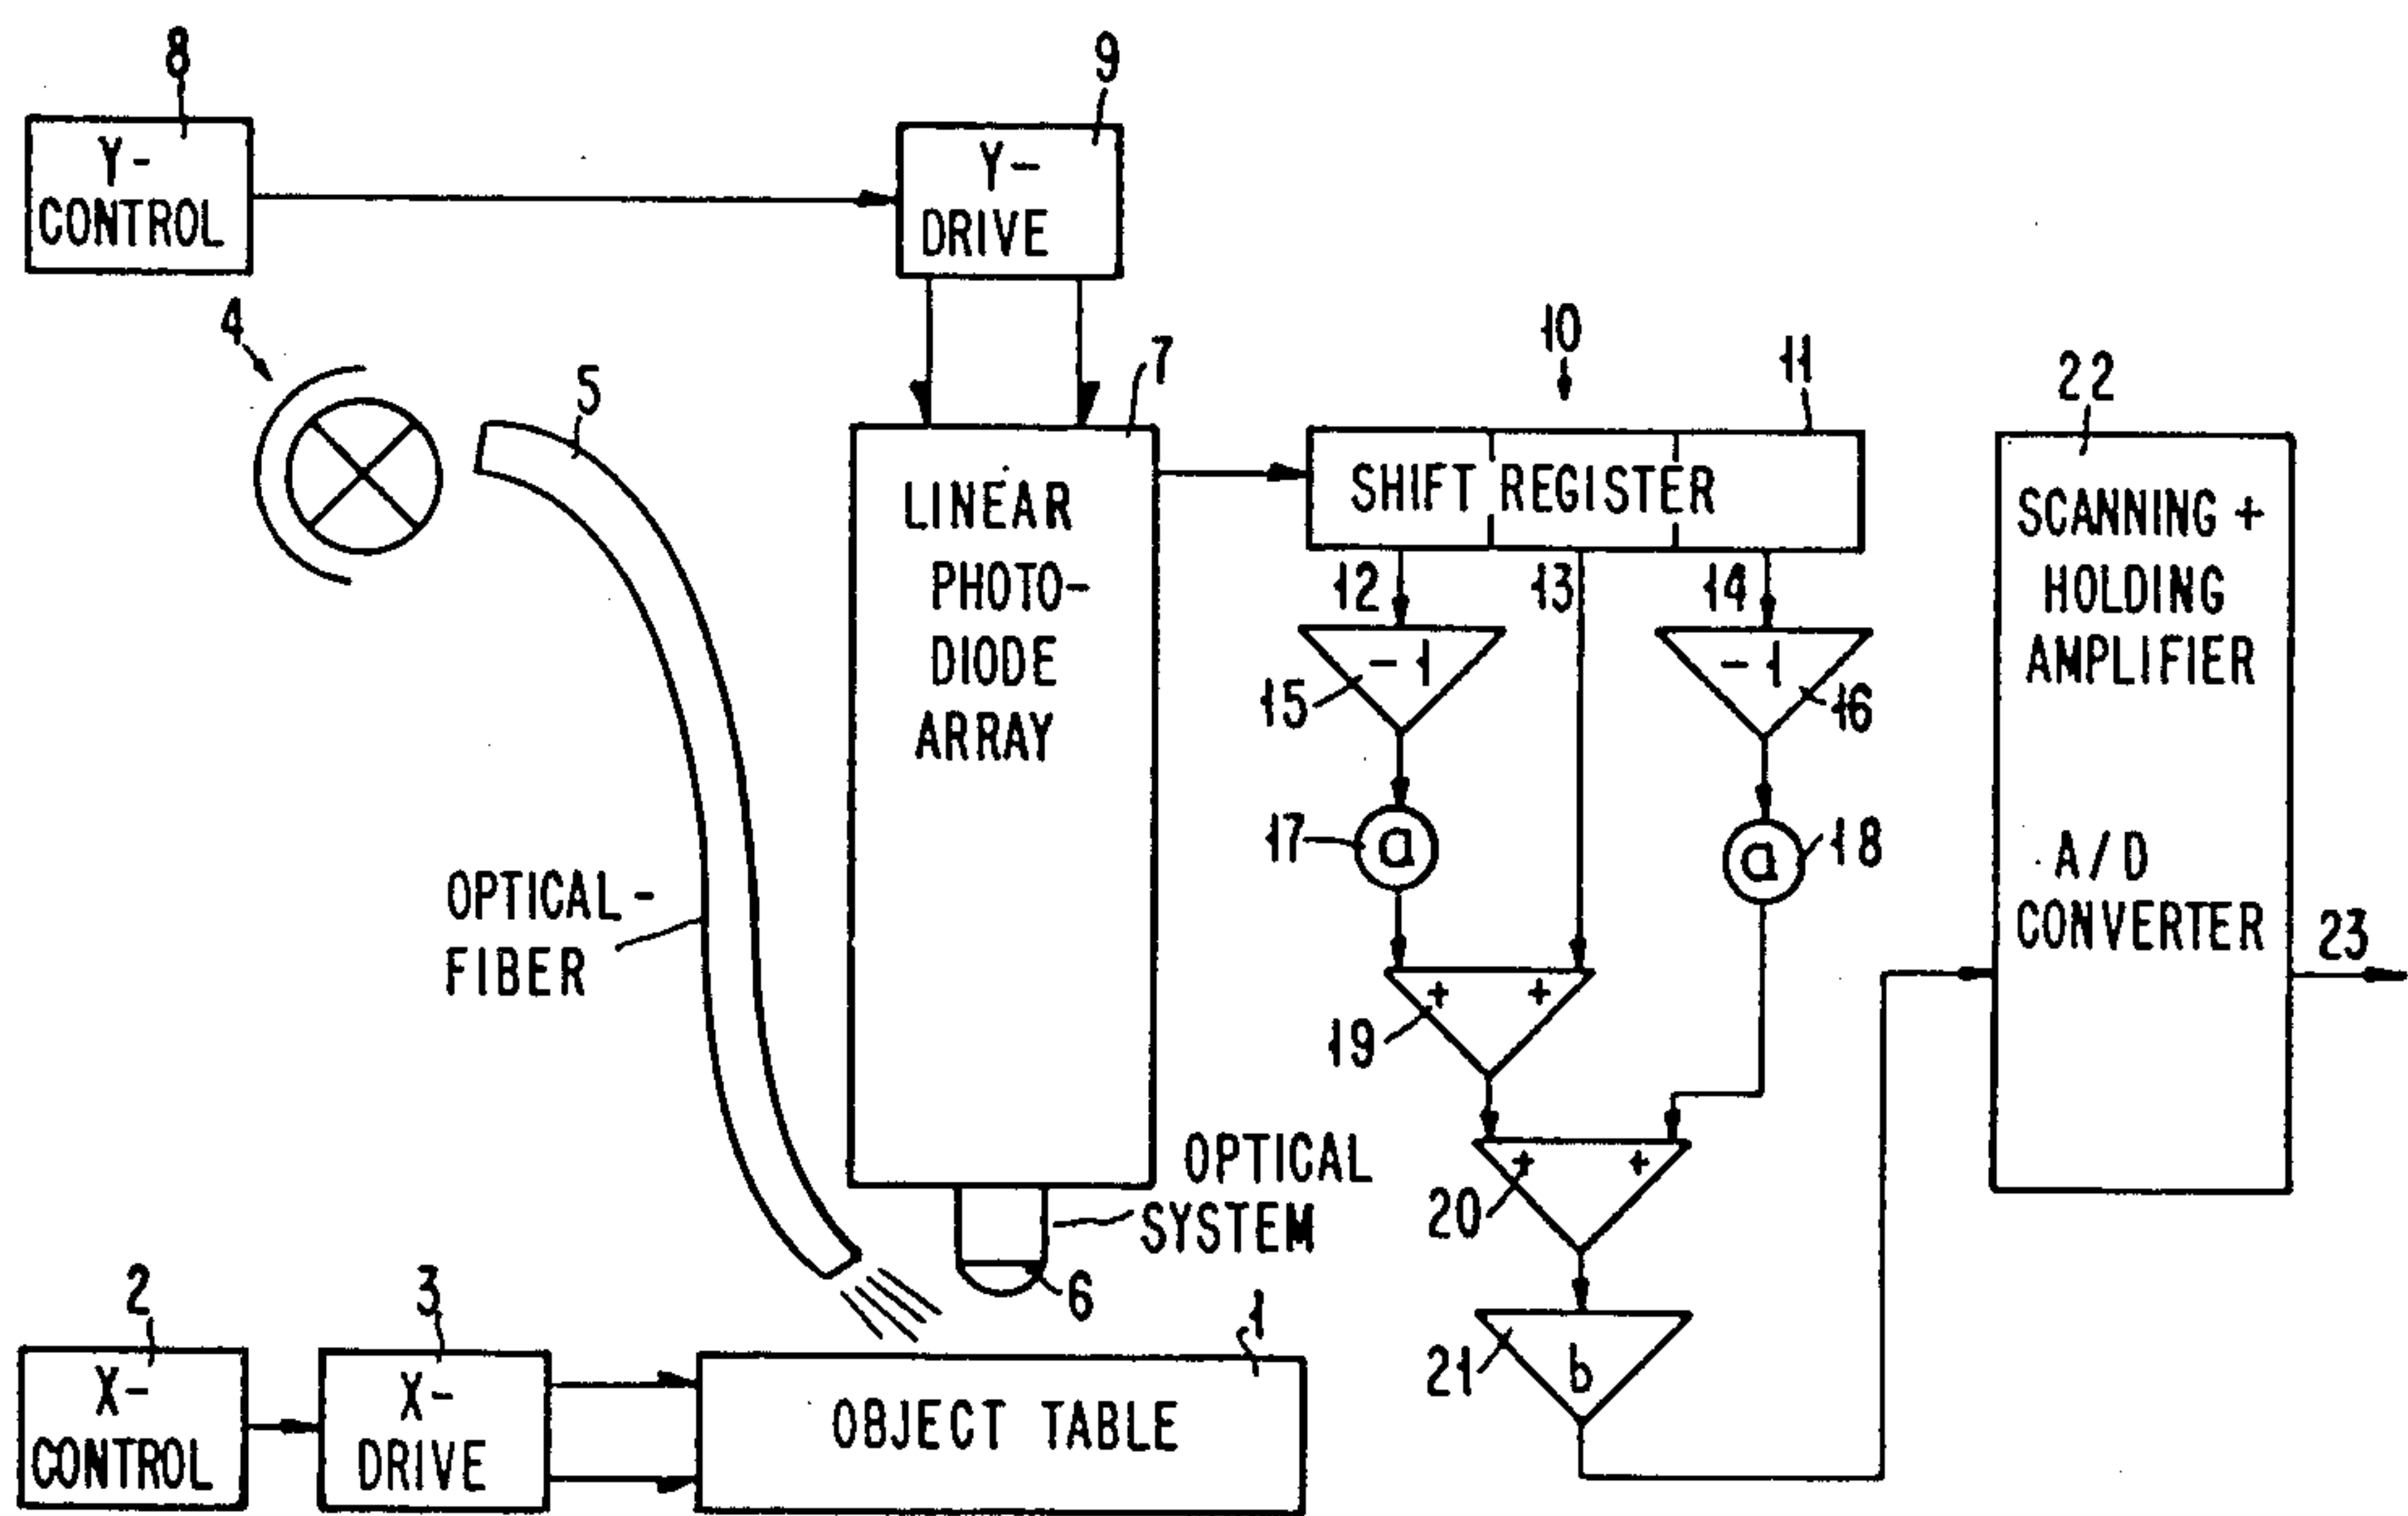 8
Y-
CONTROL
9
Y-
DRIVE
4
5
7
LINEAR
PHOTO-
DIODE
ARRAY
10
11
SHIFT REGISTER
12
13
14
-1
15
-1
16
17
a
a
18
+ +
19
+ +
20
21
b
22
SCANNING +
HOLDING
AMPLIFIER
A/D
CONVERTER
23
OPTICAL-
FIBER
OPTICAL
SYSTEM
6
2
X-
CONTROL
3
X-
DRIVE
1
OBJECT TABLE